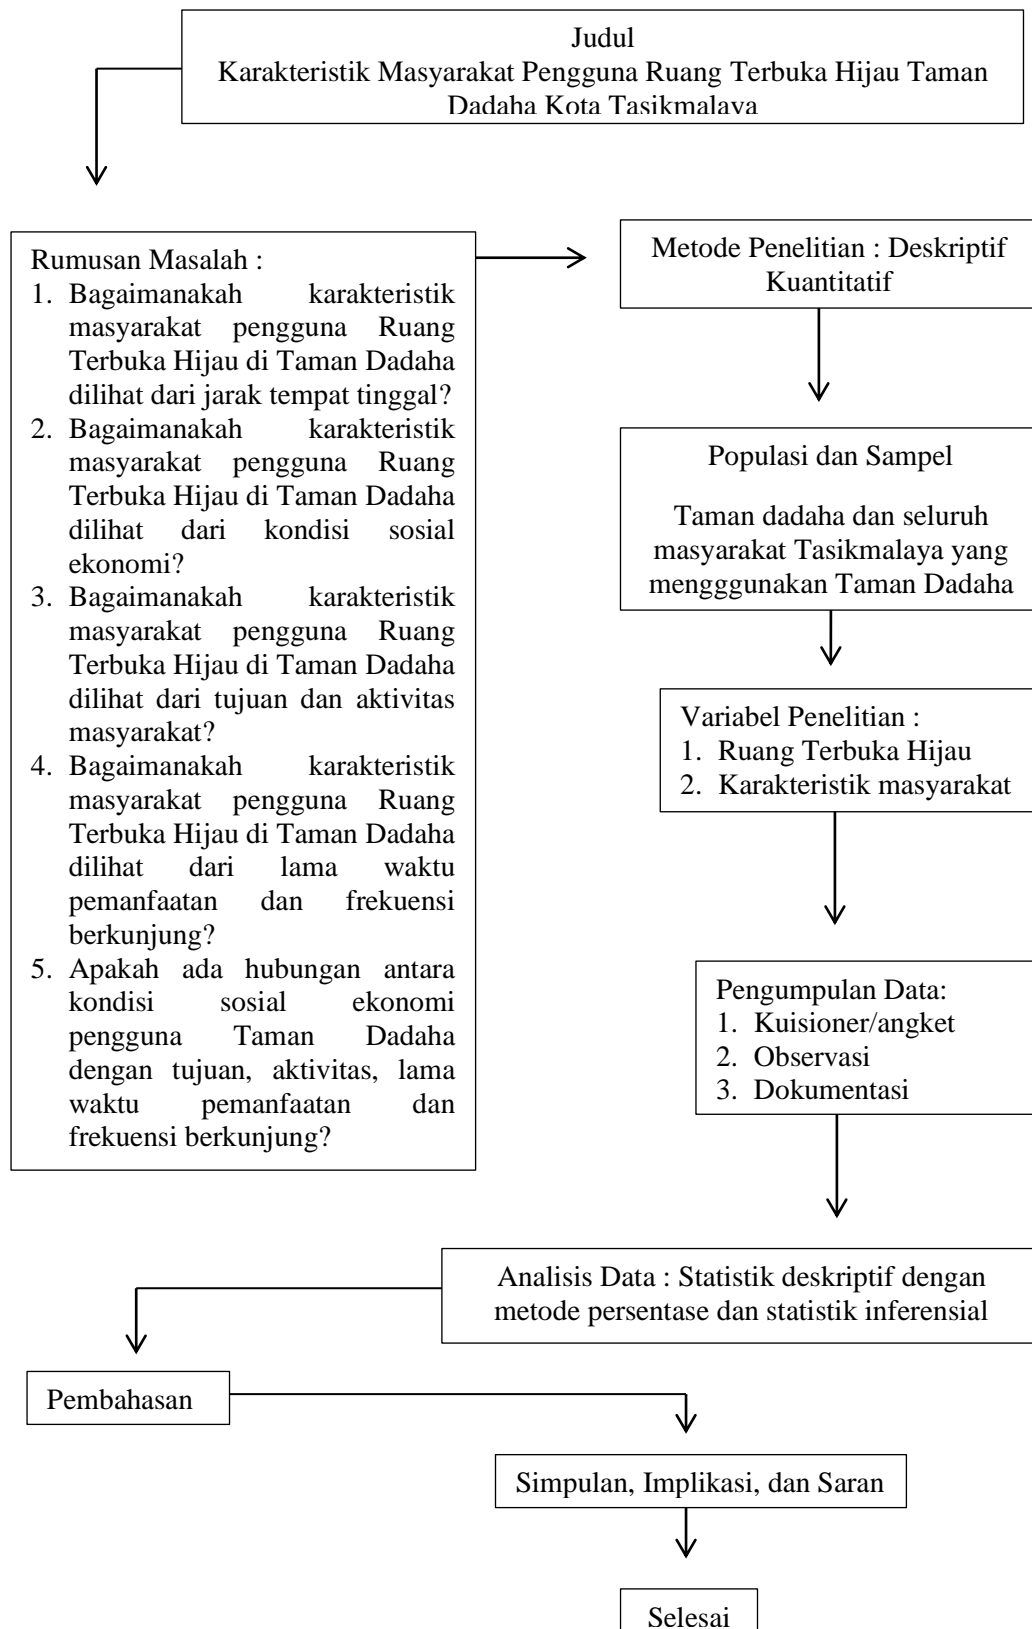 Judul
Karakteristik Masyarakat Pengguna Ruang Terbuka Hijau Taman
Dadaha Kota Tasikmalaya
Rumusan Masalah :
1. Bagaimanakah karakteristik
masyarakat pengguna Ruang
Terbuka Hijau di Taman Dadaha
dilihat dari jarak tempat tinggal?
2. Bagaimanakah karakteristik
masyarakat pengguna Ruang
Terbuka Hijau di Taman Dadaha
dilihat dari kondisi sosial
ekonomi?
3. Bagaimanakah karakteristik
masyarakat pengguna Ruang
Terbuka Hijau di Taman Dadaha
dilihat dari tujuan dan aktivitas
masyarakat?
4. Bagaimanakah karakteristik
masyarakat pengguna Ruang
Terbuka Hijau di Taman Dadaha
dilihat dari lama waktu
pemanfaatan dan frekuensi
berkunjung?
5. Apakah ada hubungan antara
kondisi sosial ekonomi
pengguna Taman Dadaha
dengan tujuan, aktivitas, lama
waktu pemanfaatan dan
frekuensi berkunjung?
Metode Penelitian : Deskriptif
Kuantitatif
Populasi dan Sampel
Taman dadaha dan seluruh
masyarakat Tasikmalaya yang
mengggunakan Taman Dadaha
Variabel Penelitian :
1. Ruang Terbuka Hijau
2. Karakteristik masyarakat
Pengumpulan Data:
1. Kuisioner/angket
2. Observasi
3. Dokumentasi
Analisis Data : Statistik deskriptif dengan
metode persentase dan statistik inferensial
Pembahasan
Simpulan, Implikasi, dan Saran
Selesai